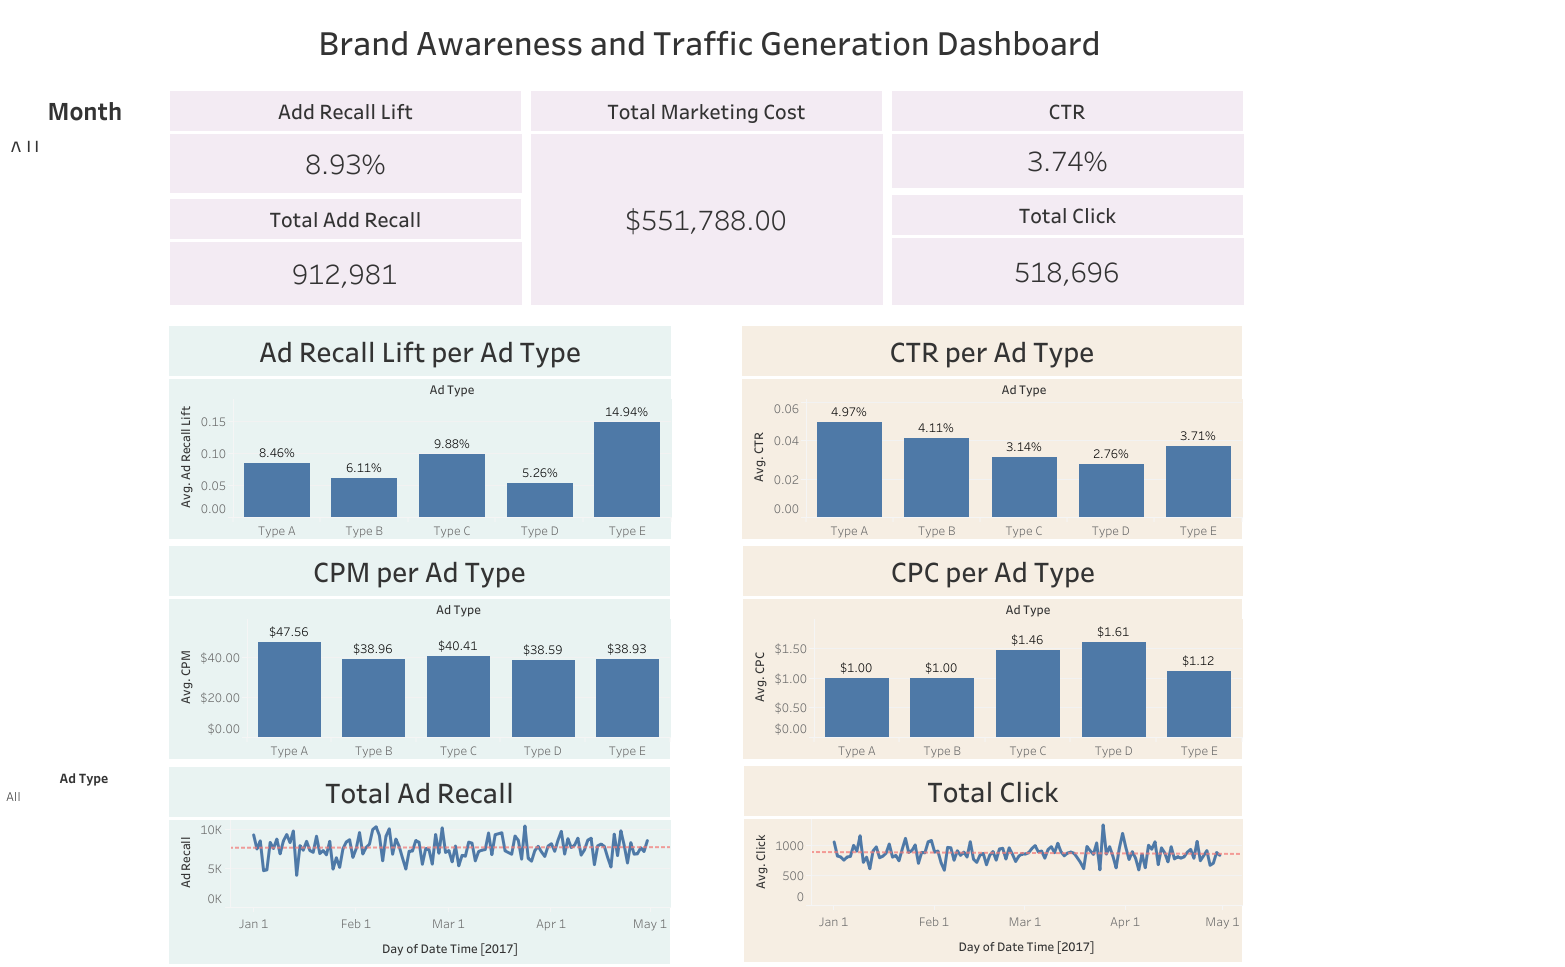 Brand Awareness and Traffic Generation Dashboard
Month
All
Add Recall Lift
8.93%
Total Add Recall
912,981
Total Marketing Cost
$551,788.00
CTR
3.74%
Total Click
518,696
Ad Recall Lift per Ad Type
Ad Type
Avg. Ad Recall Lift
0.15
0.10
0.05
0.00
8.46%
6.11%
9.88%
5.26%
14.94%
Type A
Type B
Type C
Type D
Type E
CTR per Ad Type
Ad Type
Avg. CTR
0.06
0.04
0.02
0.00
4.97%
4.11%
3.14%
2.76%
3.71%
Type A
Type B
Type C
Type D
Type E
CPM per Ad Type
Ad Type
Avg. CPM
$40.00
$20.00
$0.00
$47.56
$38.96
$40.41
$38.59
$38.93
Type A
Type B
Type C
Type D
Type E
CPC per Ad Type
Ad Type
Avg. CPC
$1.50
$1.00
$0.50
$0.00
$1.00
$1.00
$1.46
$1.61
$1.12
Type A
Type B
Type C
Type D
Type E
Ad Type
All
Total Ad Recall
Ad Recall
10K
5K
0K
Jan 1
Feb 1
Mar 1
Apr 1
May 1
Day of Date Time [2017]
Total Click
Avg. Click
1000
500
0
Jan 1
Feb 1
Mar 1
Apr 1
May 1
Day of Date Time [2017]